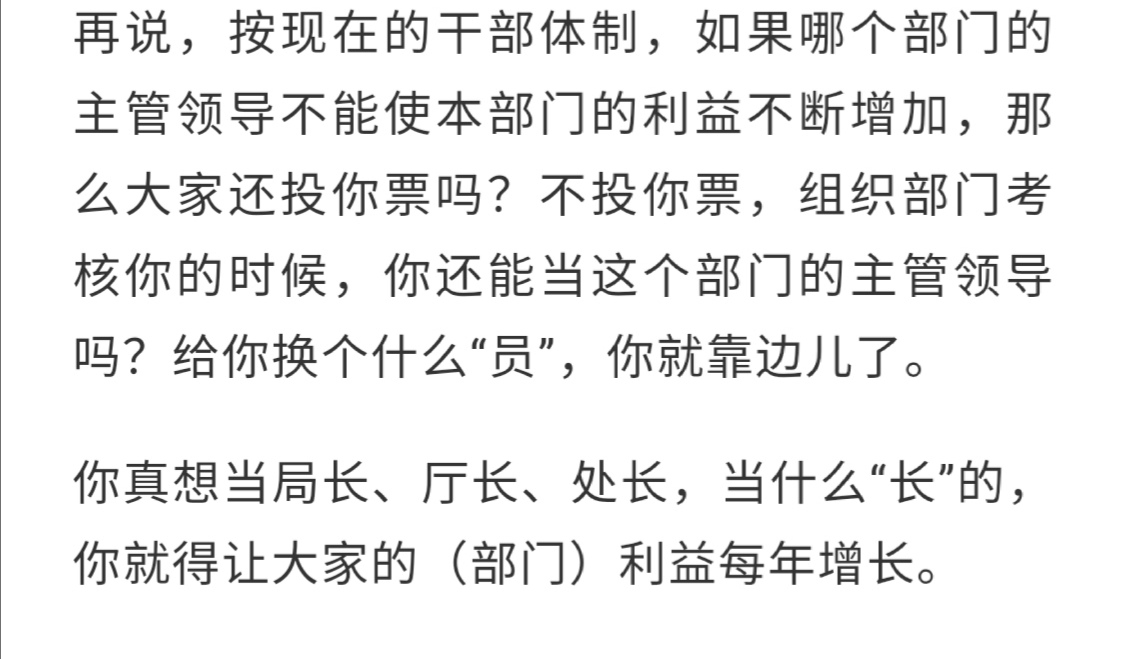 再说，按现在的干部体制，如果哪个部门的
主管领导不能使本部门的利益不断增加，那
么大家还投你票吗？不投你票，组织部门考
核你的时候，你还能当这个部门的主管领导
吗？给你换个什么“员”，你就靠边儿了。
你真想当局长、厅长、处长，当什么“长”的，
你就得让大家的（部门）利益每年增长。